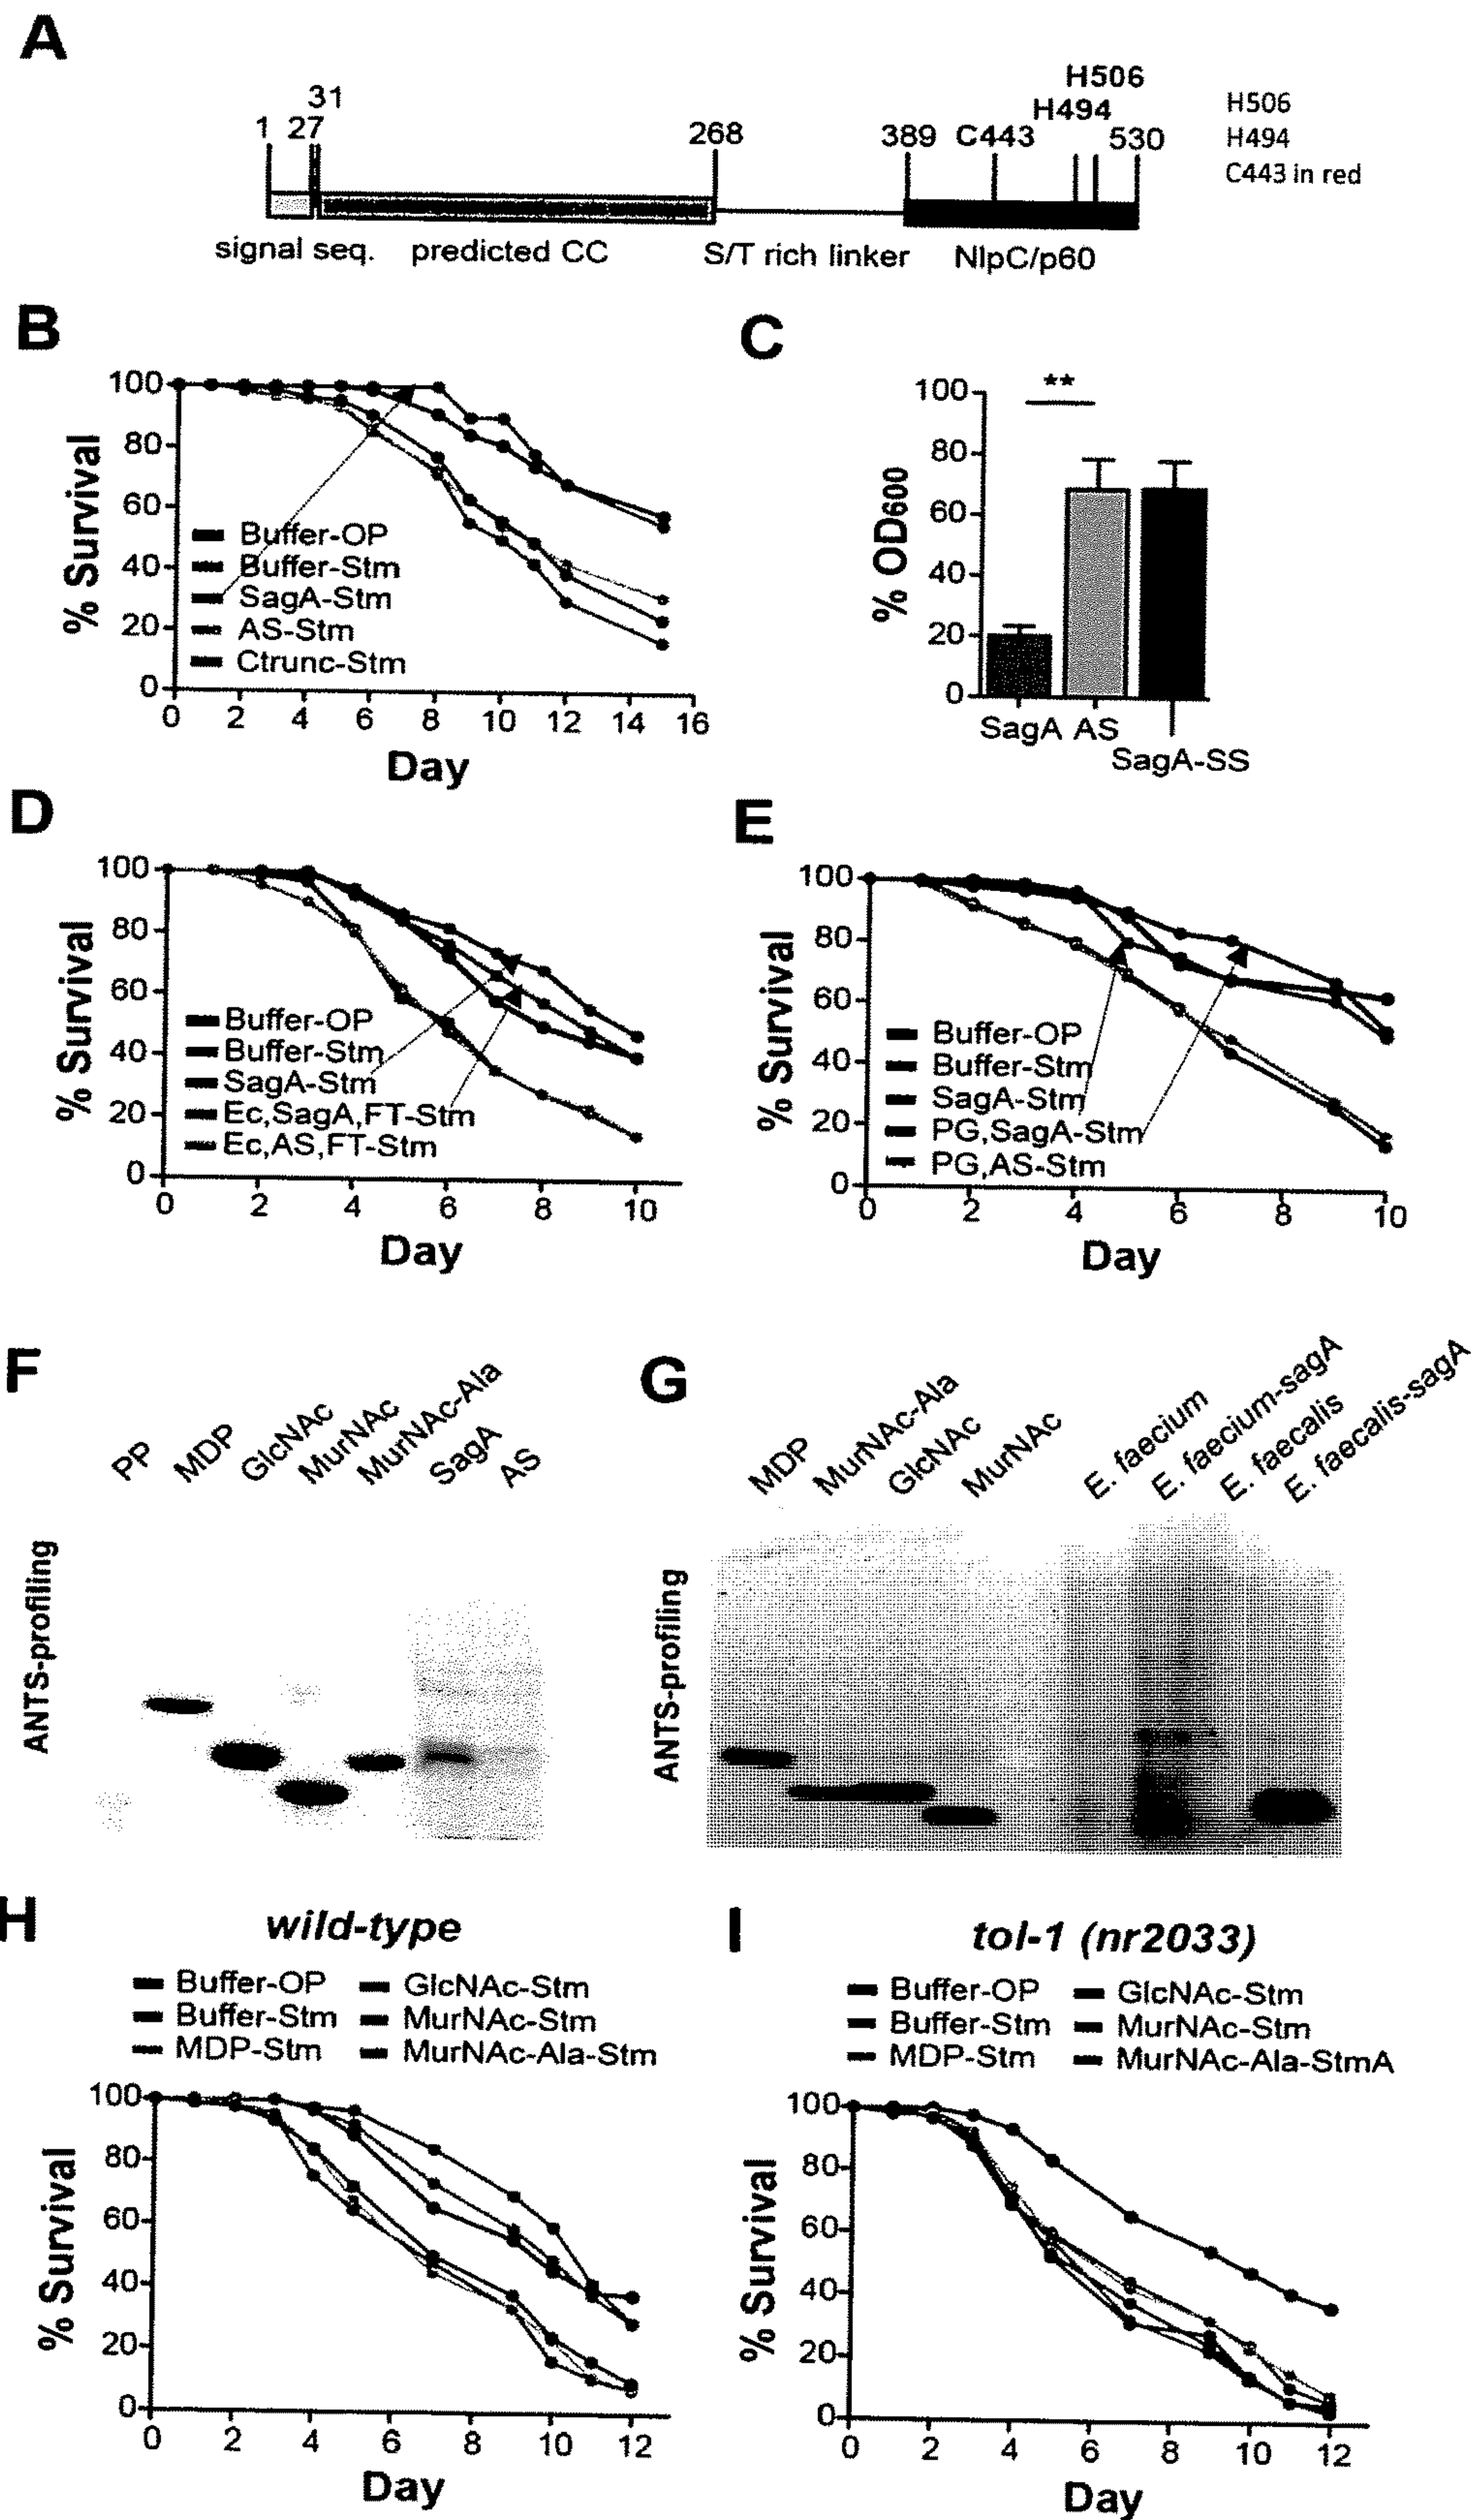 A
H506
31
H494
H506
1 27
268
389 C443
530
H494
C443 in red
signal seq.
predicted CC
S/T rich linker
NlpC/p60
B
100
80
60
40
20
0
% Survival
Buffer-OP
Buffer-Stm
SagA-Stm
AS-Stm
Ctrunc-Stm
0 2 4 6 8 10 12 14 16
Day
C
**
100
80
60
40
20
0
% OD600
SagA AS
SagA-SS
D
100
80
60
40
20
0
% Survival
Buffer-OP
Buffer-Stm
SagA-Stm
Ec,SagA,FT-Stm
Ec,AS,FT-Stm
0 2 4 6 8 10
Day
E
100
80
60
40
20
0
% Survival
Buffer-OP
Buffer-Stm
SagA-Stm
PG,SagA-Stm
PG,AS-Stm
0 2 4 6 8 10
Day
F
PP
MDP
GlcNAc
MurNAc
MurNAc-Ala
SagA
AS
ANTS-profiling
G
MDP
MurNAc-Ala
GlcNAc
MurNAc
E. faecium
E. faecium-sagA
E. faecalis
E. faecalis-sagA
ANTS-profiling
H
wild-type
Buffer-OP
Buffer-Stm
MDP-Stm
GlcNAc-Stm
MurNAc-Stm
MurNAc-Ala-Stm
100
80
60
40
20
0
% Survival
0 2 4 6 8 10 12
Day
I
tol-1 (nr2033)
Buffer-OP
Buffer-Stm
MDP-Stm
GlcNAc-Stm
MurNAc-Stm
MurNAc-Ala-StmA
100
80
60
40
20
0
% Survival
0 2 4 6 8 10 12
Day